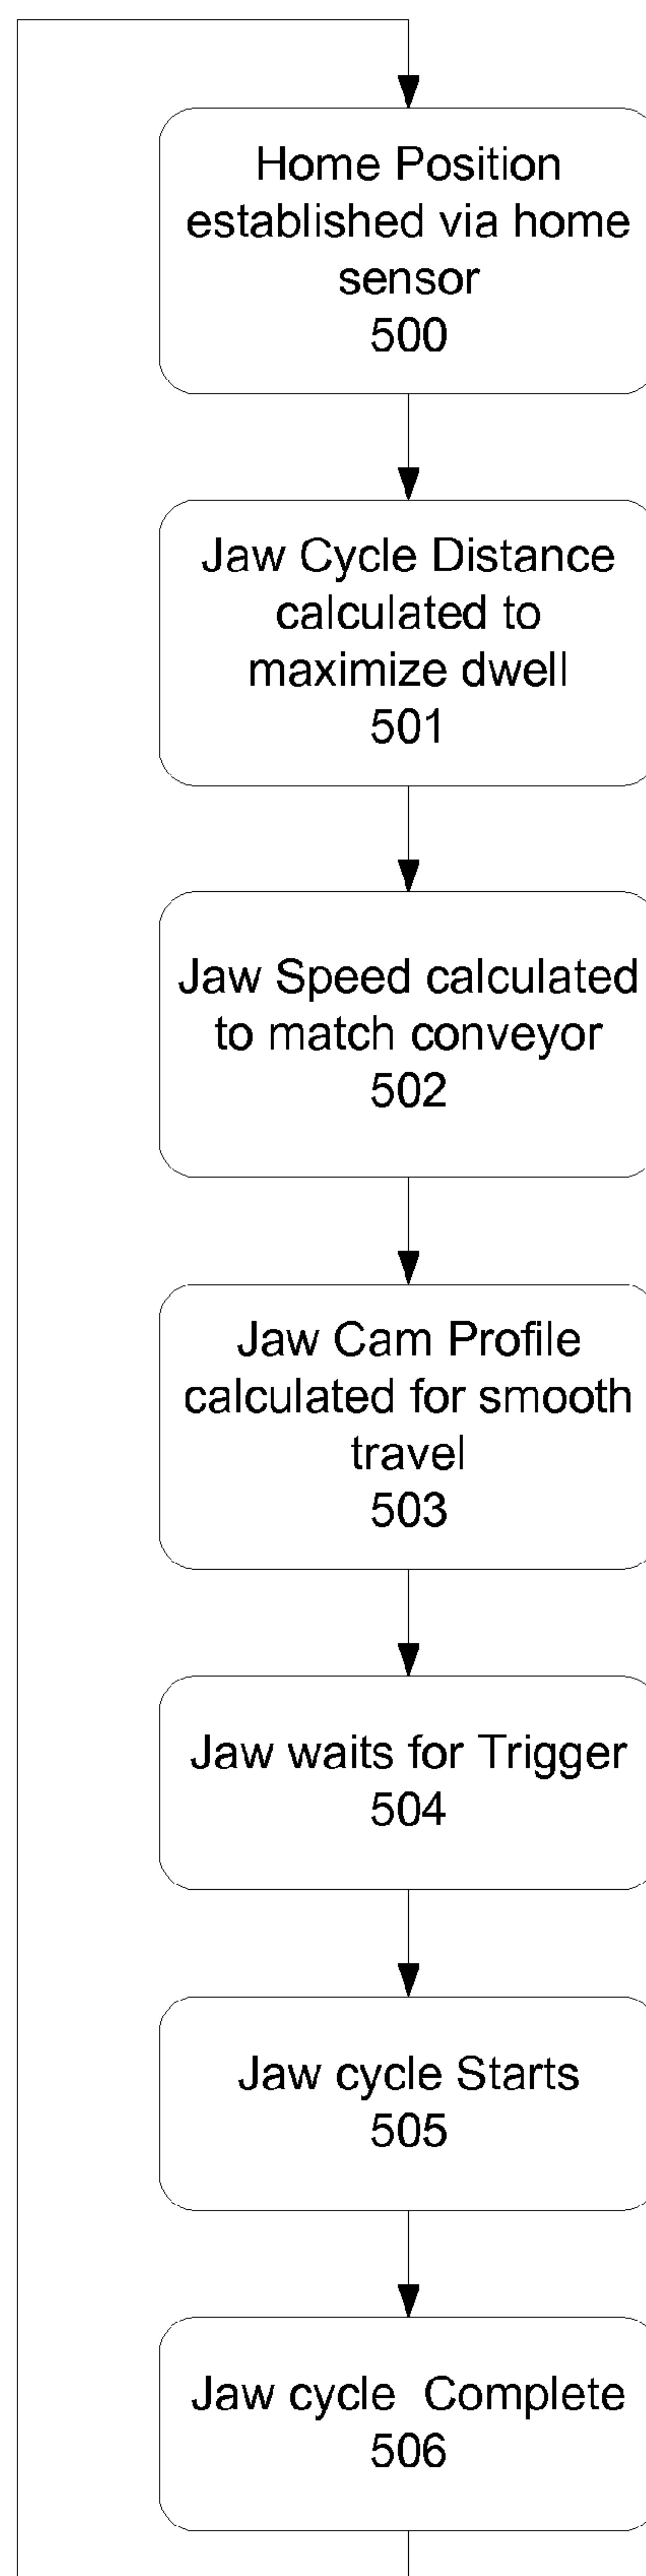 Home Position
established via home
sensor
500
Jaw Cycle Distance
calculated to
maximize dwell
501
Jaw Speed calculated
to match conveyor
502
Jaw Cam Profile
calculated for smooth
travel
503
Jaw waits for Trigger
504
Jaw cycle Starts
505
Jaw cycle  Complete
506